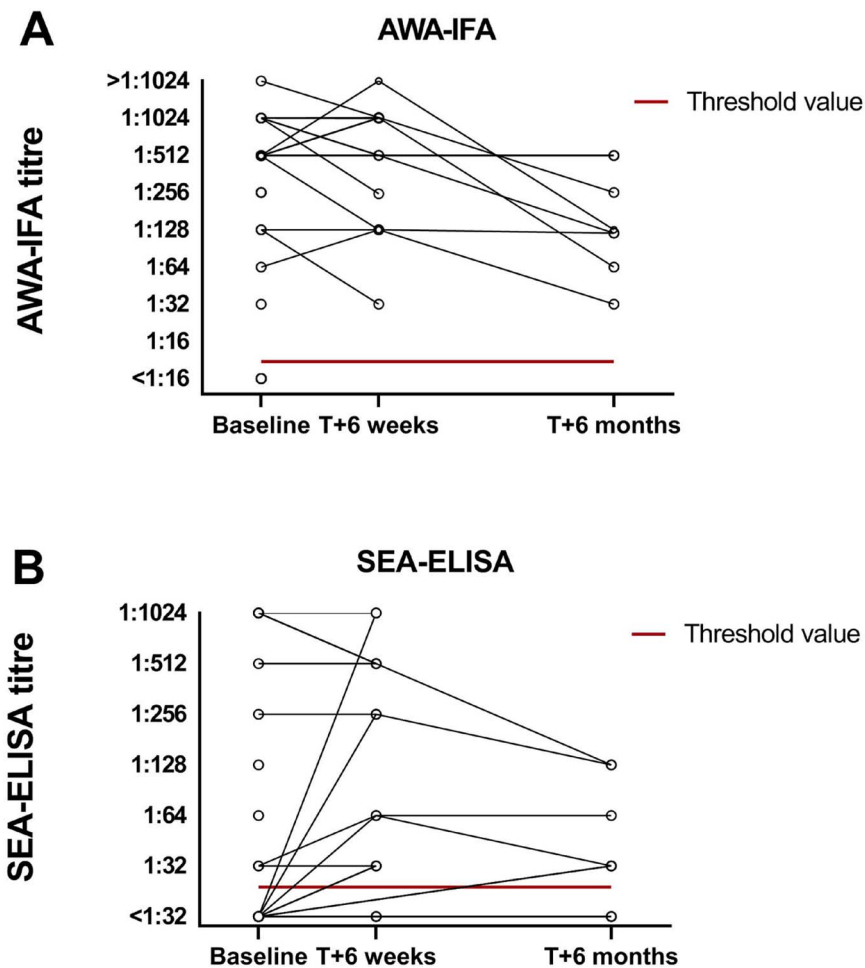 A
AWA-IFA
AWA-IFA titre
>1:1024
1:1024
1:512
1:256
1:128
1:64
1:32
1:16
<1:16
Threshold value
Baseline T+6 weeks T+6 months
B
SEA-ELISA
SEA-ELISA titre
1:1024
1:512
1:256
1:128
1:64
1:32
<1:32
Threshold value
Baseline T+6 weeks T+6 months